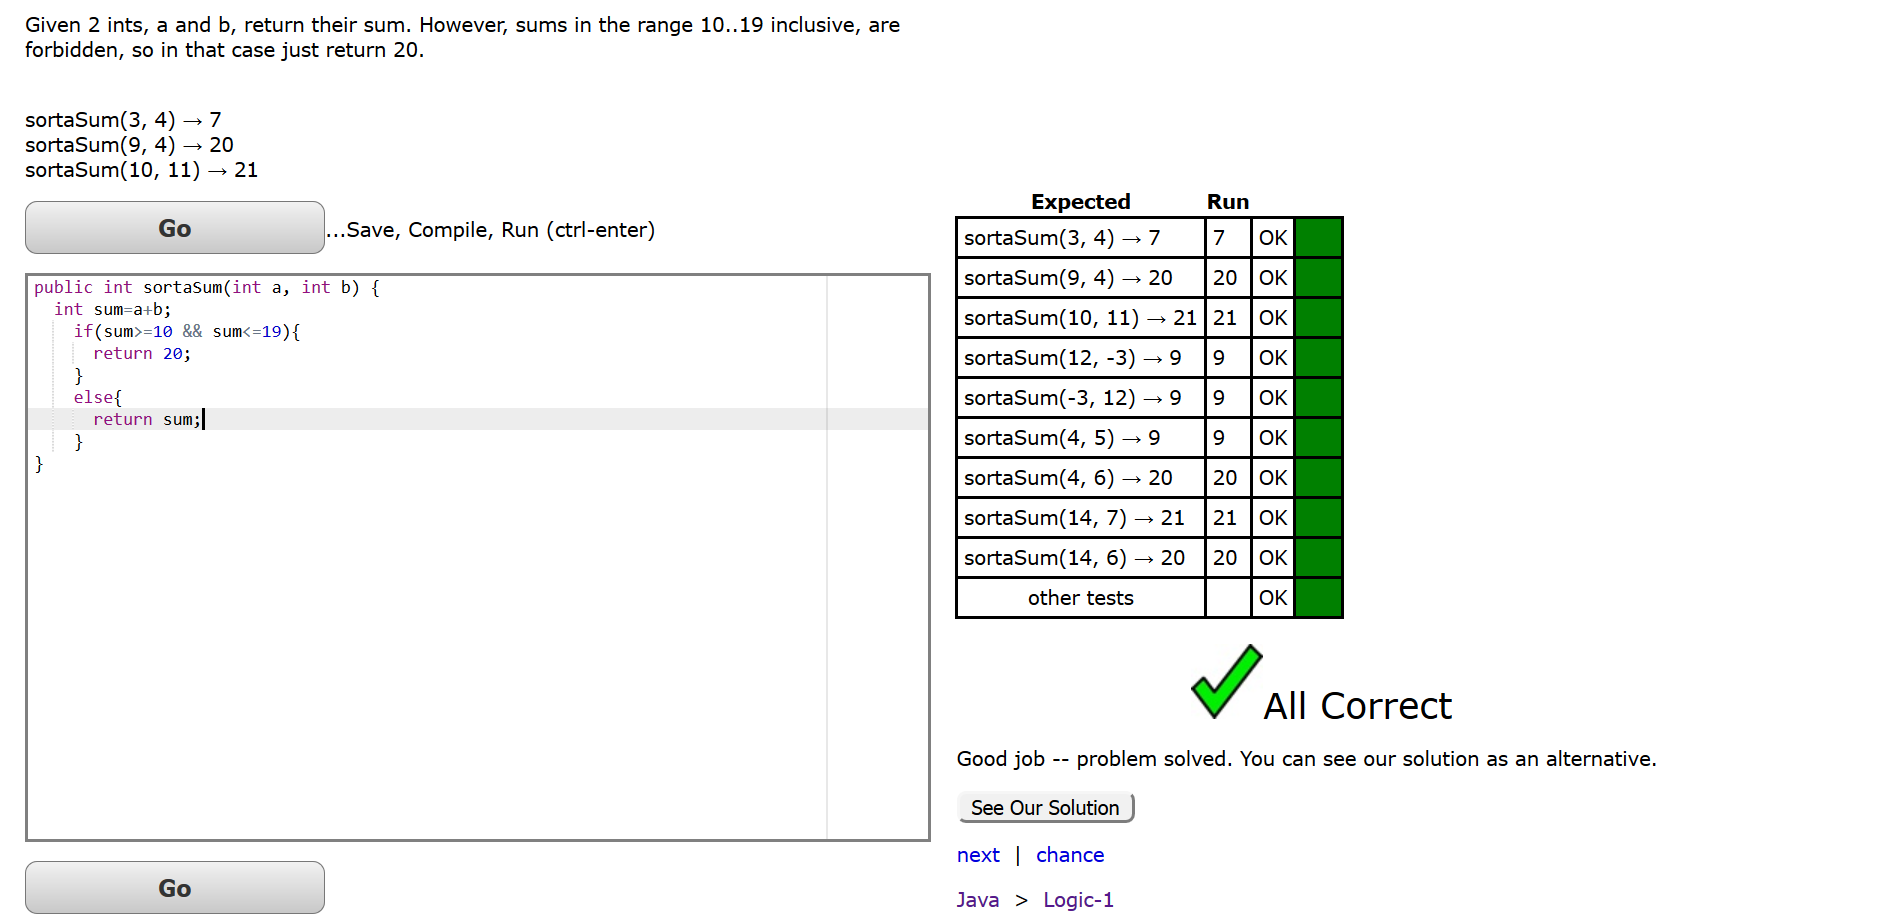 Given 2 ints, a and b, return their sum. However, sums in the range 10..19 inclusive, are
forbidden, so in that case just return 20.
sortaSum(3, 4) → 7
sortaSum(9, 4) → 20
sortaSum(10, 11) → 21
Go
...Save, Compile, Run (ctrl-enter)
public int sortaSum(int a, int b) {
  int sum=a+b;
    if(sum>=10 && sum<=19){
      return 20;
    }
    else{
      return sum;
    }
}
Go
Expected Run
sortaSum(3, 4) → 7 7 OK
sortaSum(9, 4) → 20 20 OK
sortaSum(10, 11) → 21 21 OK
sortaSum(12, -3) → 9 9 OK
sortaSum(-3, 12) → 9 9 OK
sortaSum(4, 5) → 9 9 OK
sortaSum(4, 6) → 20 20 OK
sortaSum(14, 7) → 21 21 OK
sortaSum(14, 6) → 20 20 OK
other tests OK
All Correct
Good job -- problem solved. You can see our solution as an alternative.
See Our Solution
next | chance
Java > Logic-1